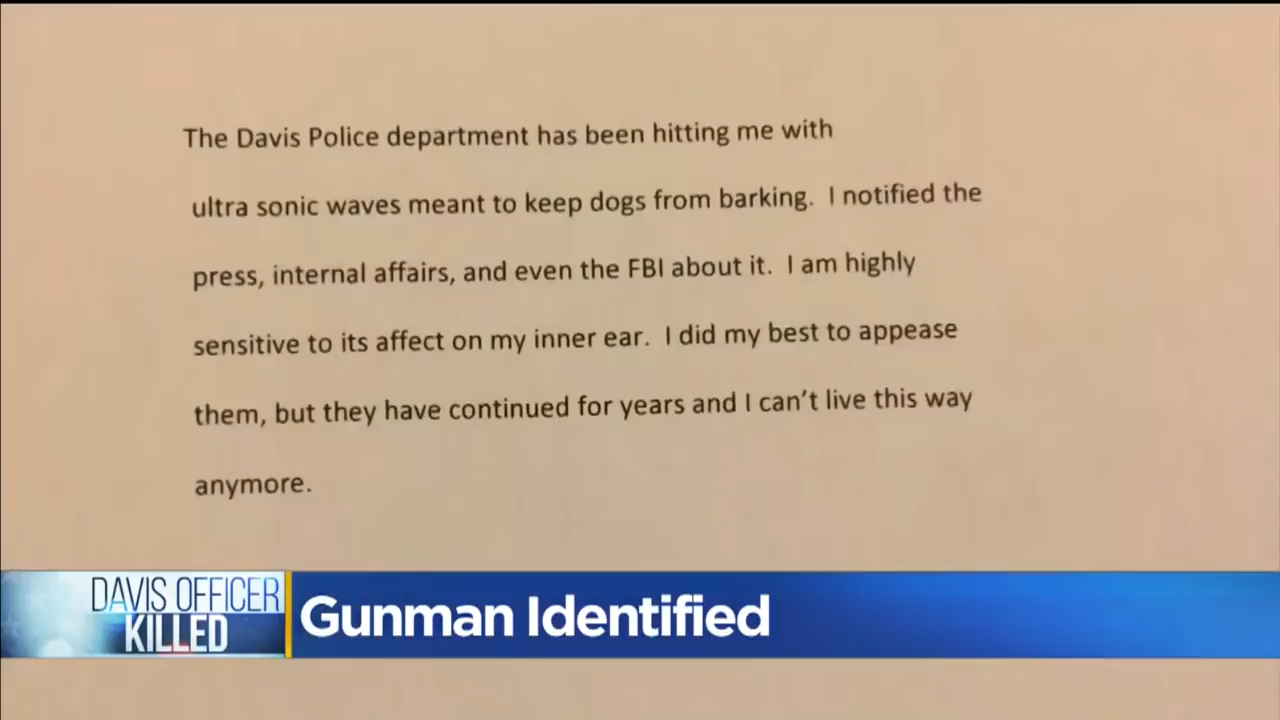 The Davis Police department has been hitting me with
ultra sonic waves meant to keep dogs from barking.  I notified the
press, internal affairs, and even the FBI about it.  I am highly
sensitive to its affect on my inner ear.  I did my best to appease
them, but they have continued for years and I can’t live this way
anymore.
DAVIS OFFICER
KILLED
Gunman Identified